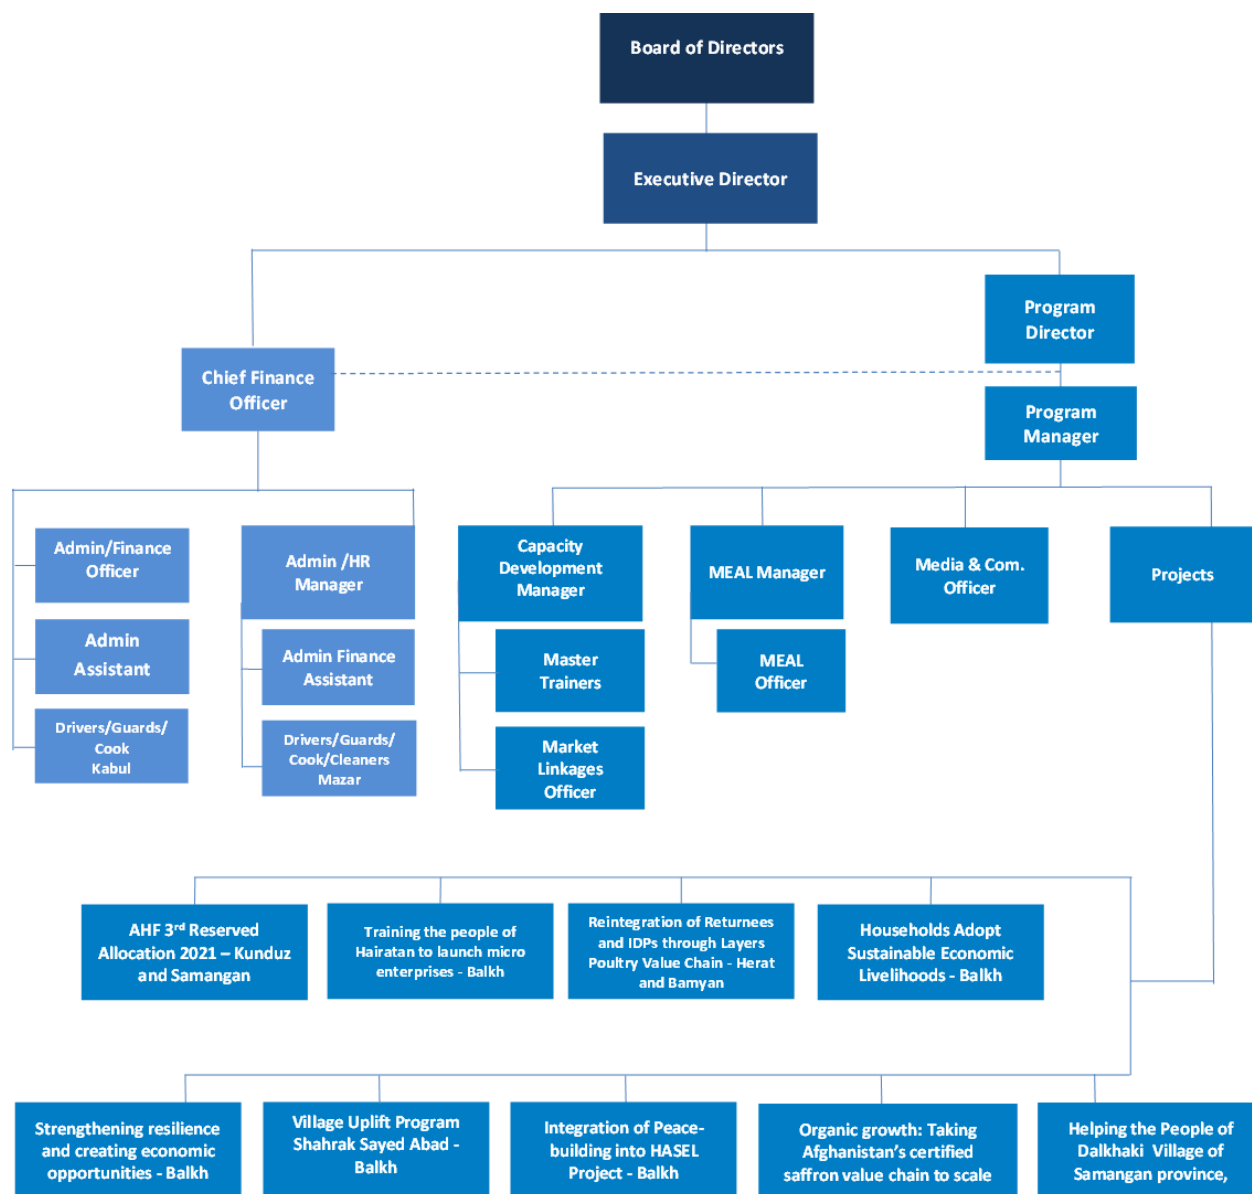 Board of Directors
Executive Director
Program
Director
Chief Finance
Officer
Program
Manager
Admin/Finance
Officer
Admin /HR
Manager
Capacity
Development
Manager
MEAL Manager
Media & Com.
Officer
Projects
Admin
Assistant
Admin Finance
Assistant
Master
Trainers
MEAL
Officer
Drivers/Guards/
Cook
Kabul
Drivers/Guards/
Cook/Cleaners
Mazar
Market
Linkages
Officer
AHF 3rd Reserved
Allocation 2021 – Kunduz
and Samangan
Training the people of
Hairatan to launch micro
enterprises - Balkh
Reintegration of Returnees
and IDPs through Layers
Poultry Value Chain - Herat
and Bamyan
Households Adopt
Sustainable Economic
Livelihoods - Balkh
Strengthening resilience
and creating economic
opportunities - Balkh
Village Uplift Program
Shahrak Sayed Abad -
Balkh
Integration of Peace-
building into HASEL
Project - Balkh
Organic growth: Taking
Afghanistan’s certified
saffron value chain to scale
Helping the People of
Dalkhaki Village of
Samangan province,